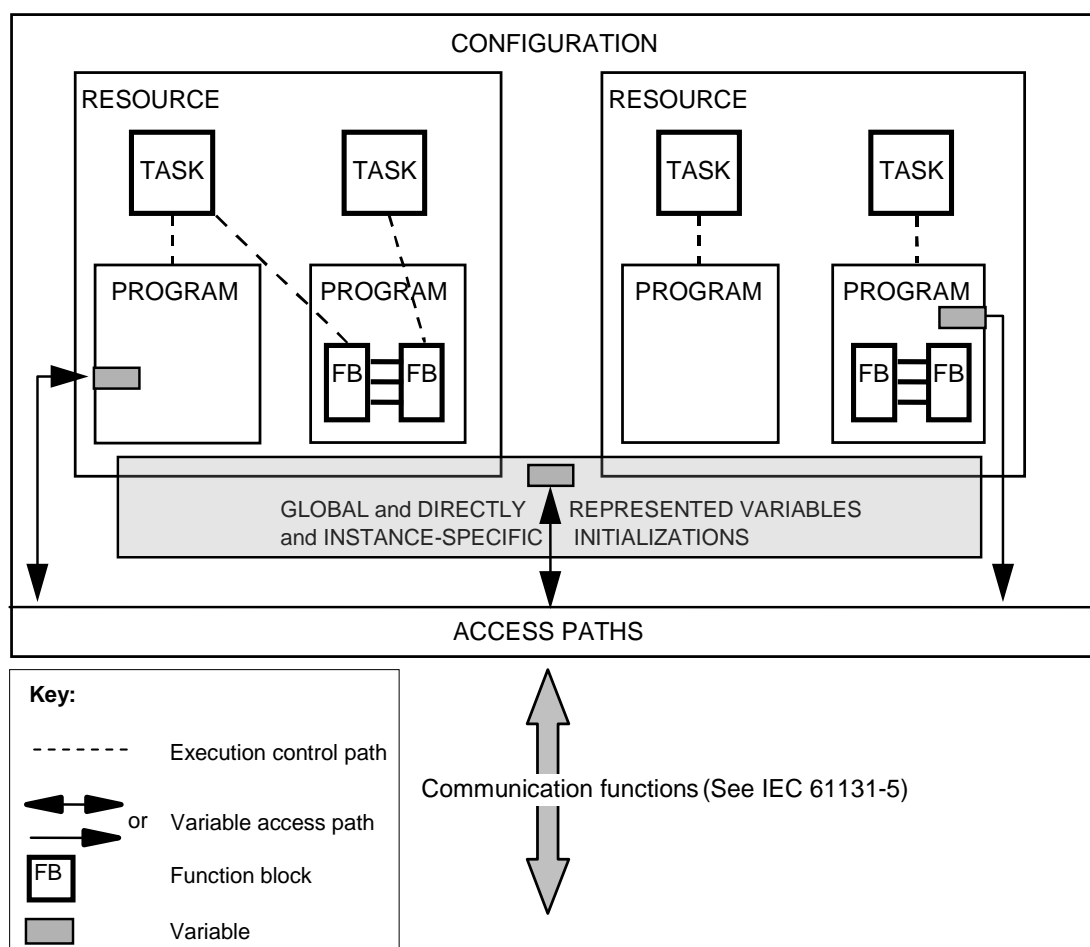 CONFIGURATION
RESOURCE
TASK
TASK
PROGRAM
PROGRAM
FB
FB
RESOURCE
TASK
TASK
PROGRAM
PROGRAM
FB
FB
GLOBAL and DIRECTLY REPRESENTED VARIABLES
and INSTANCE-SPECIFIC INITIALIZATIONS
ACCESS PATHS
Communication functions (See IEC 61131-5)
Key:
Execution control path
or Variable access path
FB Function block
Variable